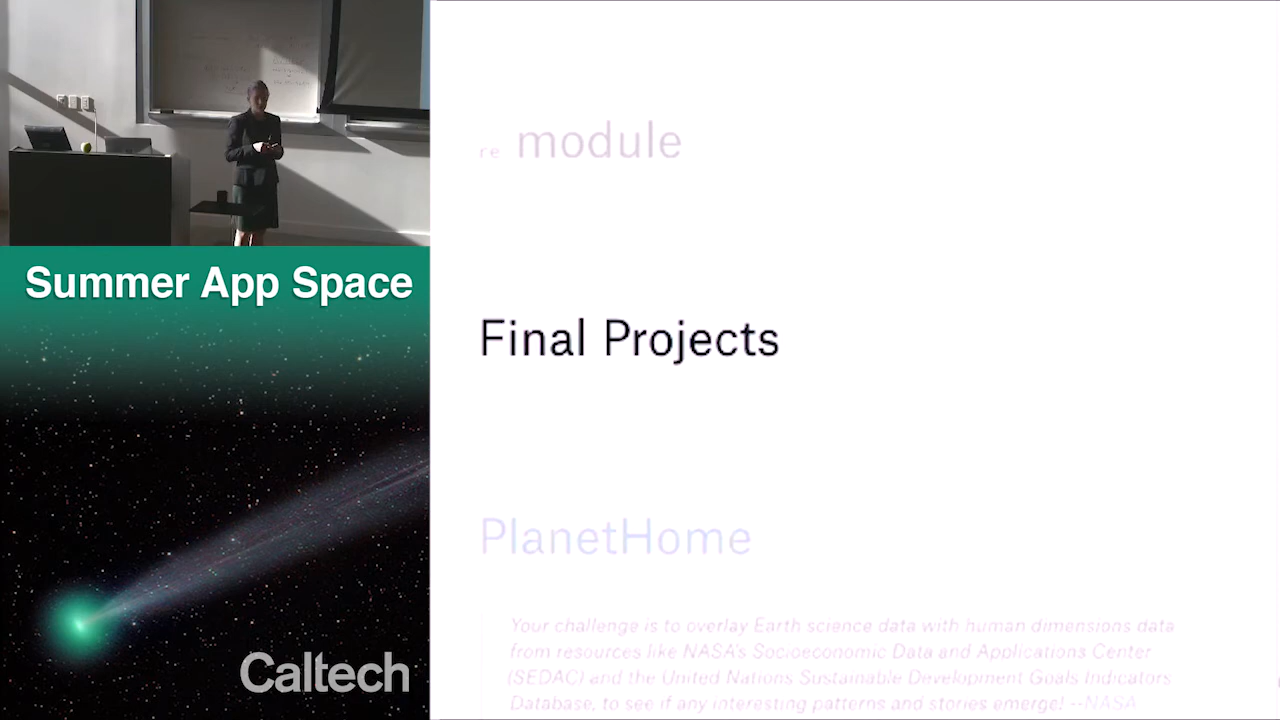 Summer App Space
Caltech
re module
Final Projects
PlanetHome
Your challenge is to overlay Earth science data with human dimensions data
from resources like NASA's Socioeconomic Data and Applications Center
(SEDAC) and the United Nations Sustainable Development Goals Indicators
Database, to see if any interesting patterns and stories emerge! --NASA